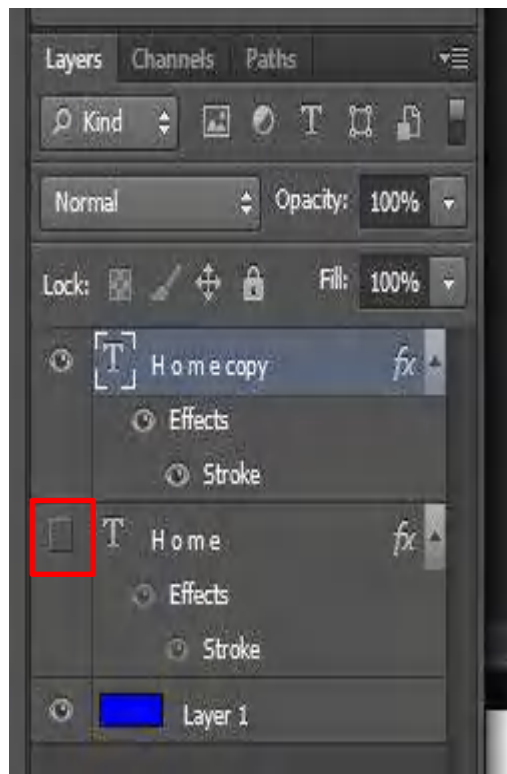 Layers Channels Paths
Kind T
Normal Opacity: 100%
Lock: Fill: 100%
T H o m e copy fx
Effects
Stroke
T H o m e fx
Effects
Stroke
Layer 1